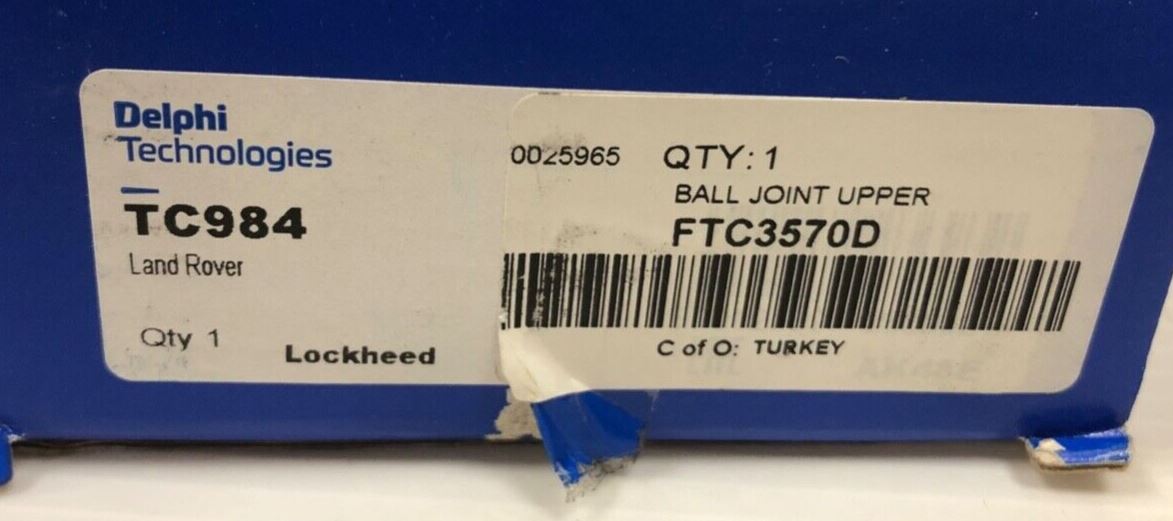 Delphi
Technologies
TC984
Land Rover
Qty 1
Lockheed
0025965 QTY: 1
BALL JOINT UPPER
FTC3570D
C of O: TURKEY